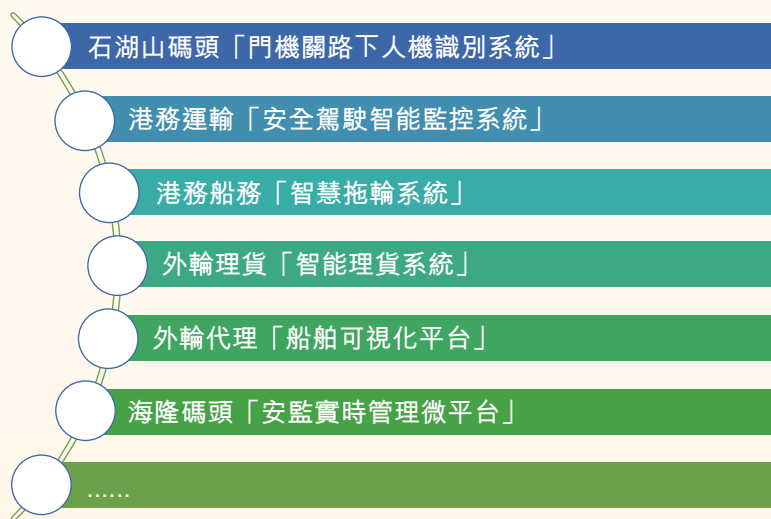 石湖山碼頭「門機關路下人機識別系統」
港務運輸「安全駕駛智能監控系統」
港務船務「智慧拖輪系統」
外輪理貨「智能理貨系統」
外輪代理「船舶可視化平台」
海隆碼頭「安監實時管理微平台」
......